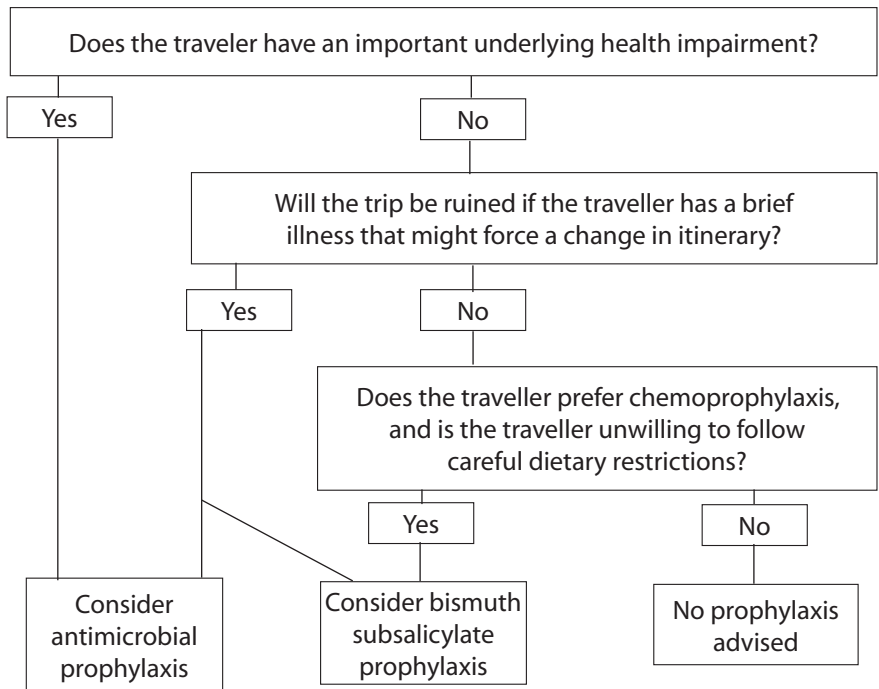 Does the traveler have an important underlying health impairment?
Yes
No
Will the trip be ruined if the traveller has a brief
illness that might force a change in itinerary?
Yes
No
Does the traveller prefer chemoprophylaxis,
and is the traveller unwilling to follow
careful dietary restrictions?
Yes
No
Consider
antimicrobial
prophylaxis
Consider bismuth
subsalicylate
prophylaxis
No prophylaxis
advised